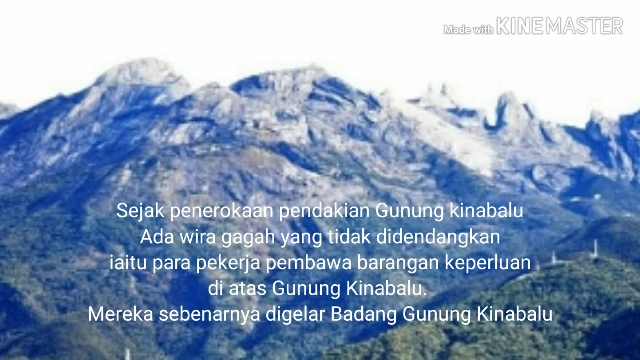 Made with KINEMASTER
Sejak penerokaan pendakian Gunung kinabalu
Ada wira gagah yang tidak didendangkan
iaitu para pekerja pembawa barangan keperluan
di atas Gunung Kinabalu.
Mereka sebenarnya digelar Badang Gunung Kinabalu